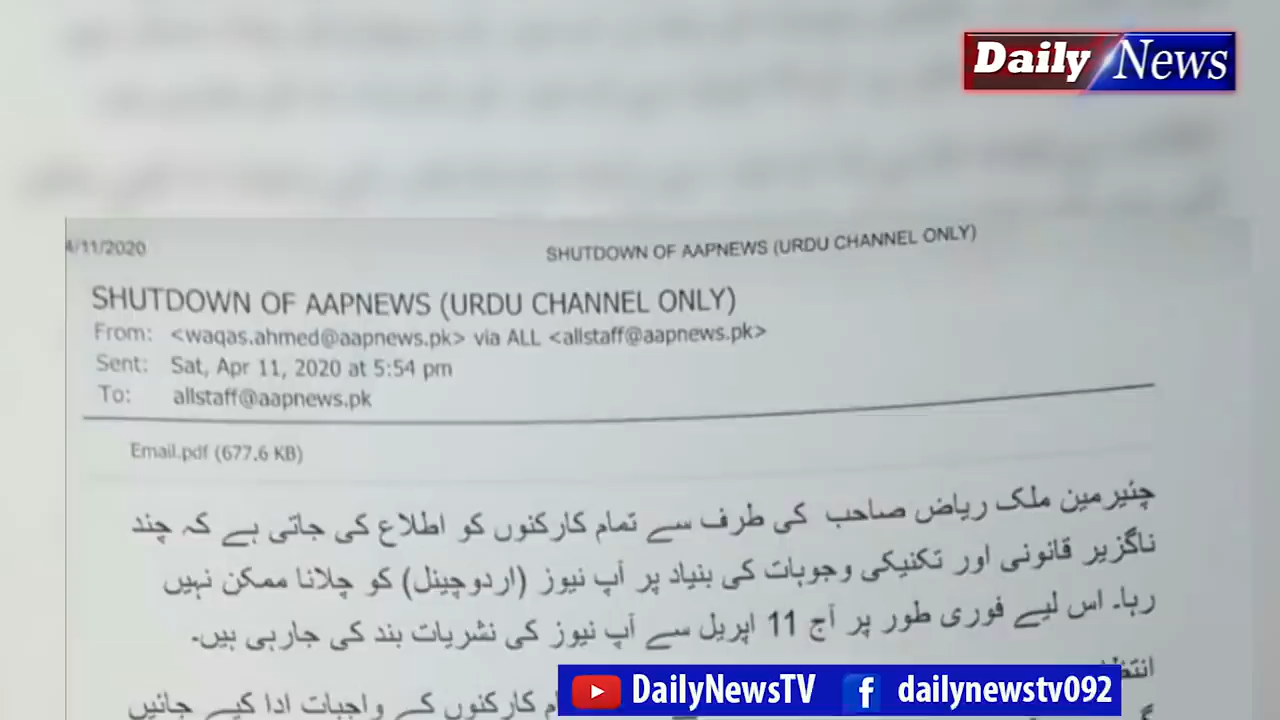 Daily News
4/11/2020 SHUTDOWN OF AAPNEWS (URDU CHANNEL ONLY)
SHUTDOWN OF AAPNEWS (URDU CHANNEL ONLY)
From: <waqas.ahmed@aapnews.pk> via ALL <allstaff@aapnews.pk>
Sent: Sat, Apr 11, 2020 at 5:54 pm
To: allstaff@aapnews.pk
Email.pdf (677.6 KB)
چئیرمین ملک ریاض صاحب کی طرف سے تمام کارکنوں کو اطلاع کی جاتی ہے کہ چند
ناگزیر قانونی اور تکنیکی وجوہات کی بنیاد پر آپ نیوز (اردوچینل) کو چلانا ممکن نہیں
رہا۔ اس لیے فوری طور پر آج 11 اپریل سے آپ نیوز کی نشریات بند کی جارہی ہیں۔
کارکنوں کے واجبات ادا کیے جائیں
DailyNewsTV dailynewstv092